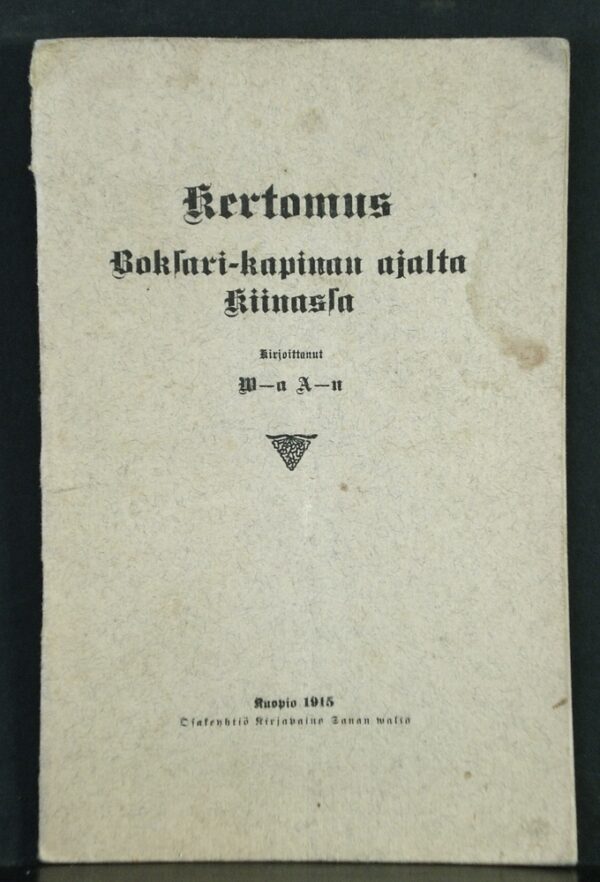 Kertomus
Boksari-kapinan ajalta
Kiinassa
Kirjoittanut
W—a A—n
Kuopio 1915
Osakeyhtiö Kirjapaino Sanan walta